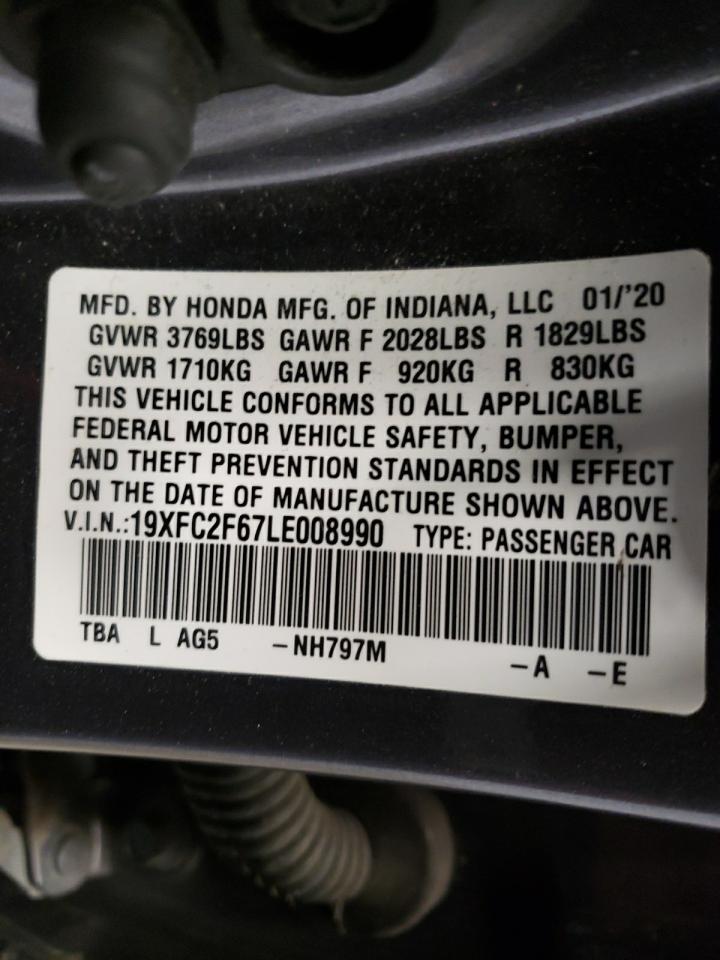 MFD. BY HONDA MFG. OF INDIANA, LLC 01/'20
GVWR 3769LBS GAWR F 2028LBS R 1829LBS
GVWR 1710KG GAWR F 920KG R 830KG
THIS VEHICLE CONFORMS TO ALL APPLICABLE
FEDERAL MOTOR VEHICLE SAFETY, BUMPER,
AND THEFT PREVENTION STANDARDS IN EFFECT
ON THE DATE OF MANUFACTURE SHOWN ABOVE.
V.I.N.:19XFC2F67LE008990 TYPE: PASSENGER CAR
TBA L AG5 -NH797M -A -E